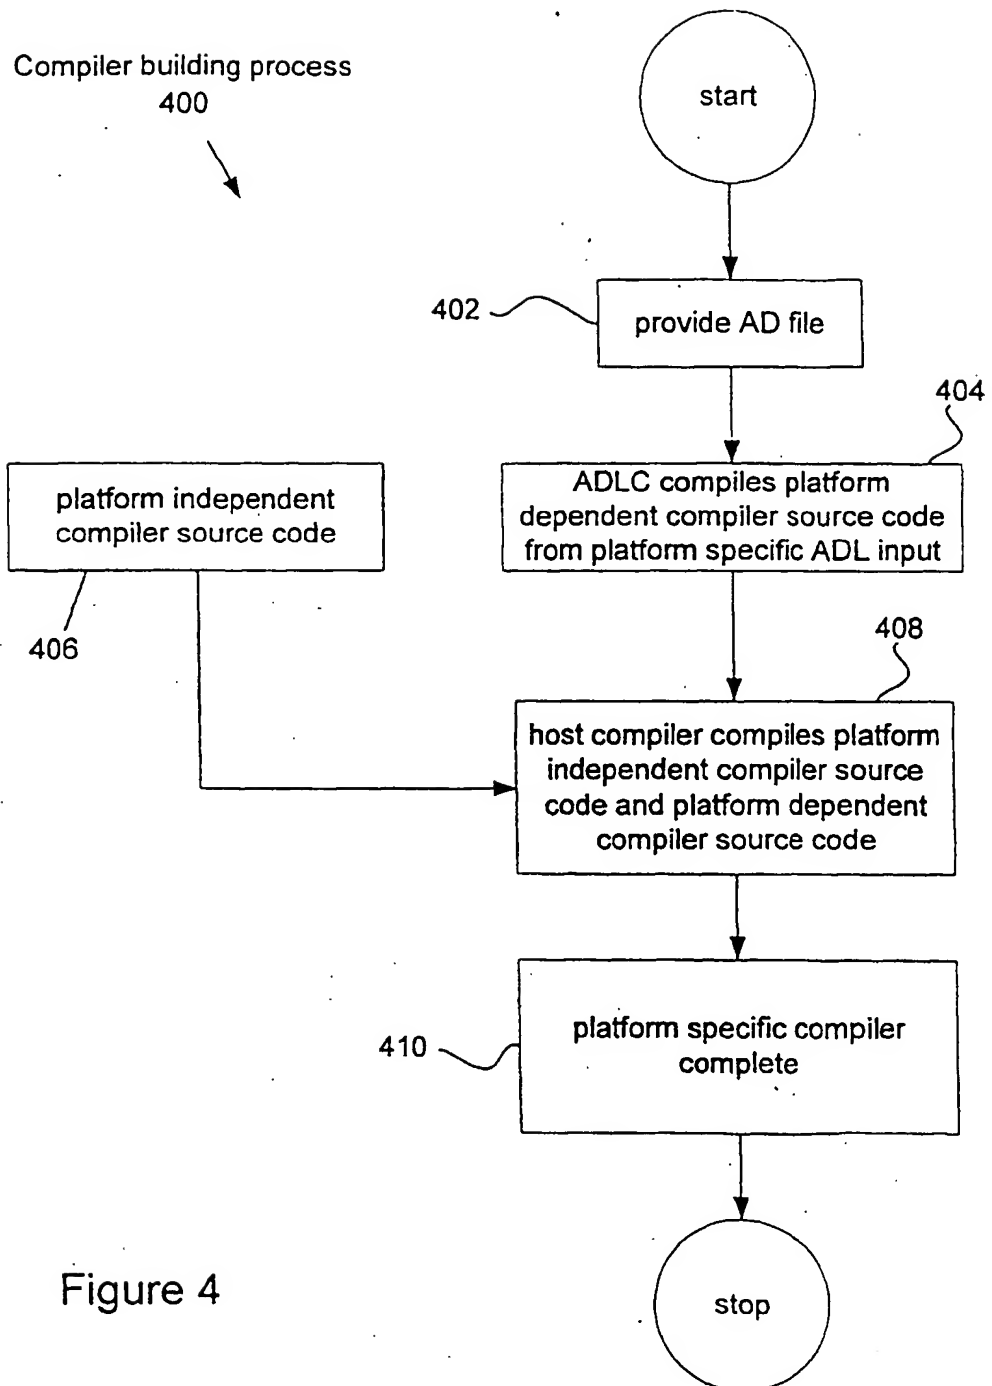 Compiler building process
400
start
402
provide AD file
404
ADLC compiles platform
dependent compiler source code
from platform specific ADL input
platform independent
compiler source code
406
408
host compiler compiles platform
independent compiler source
code and platform dependent
compiler source code
410
platform specific compiler
complete
Figure 4
stop